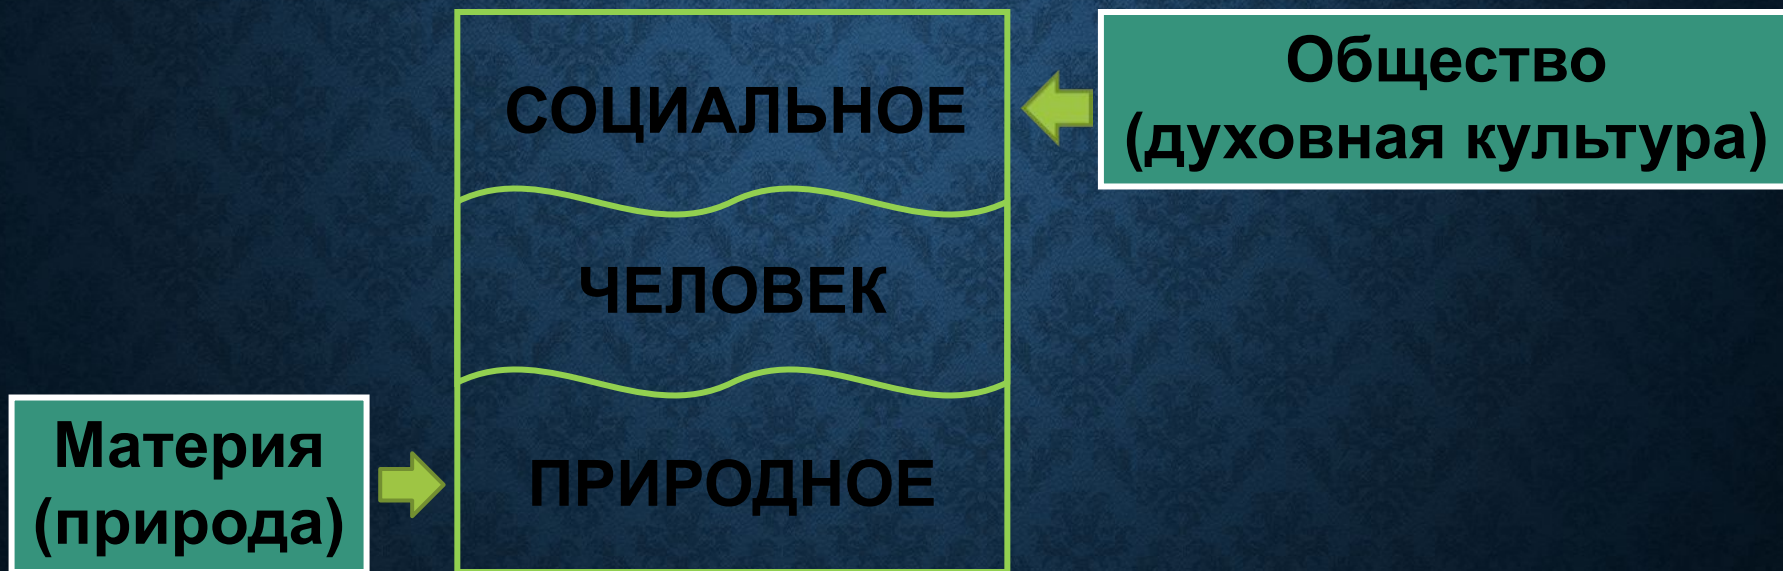 СОЦИАЛЬНОЕ
Общество
(духовная культура)
ЧЕЛОВЕК
Материя
(природа)
ПРИРОДНОЕ